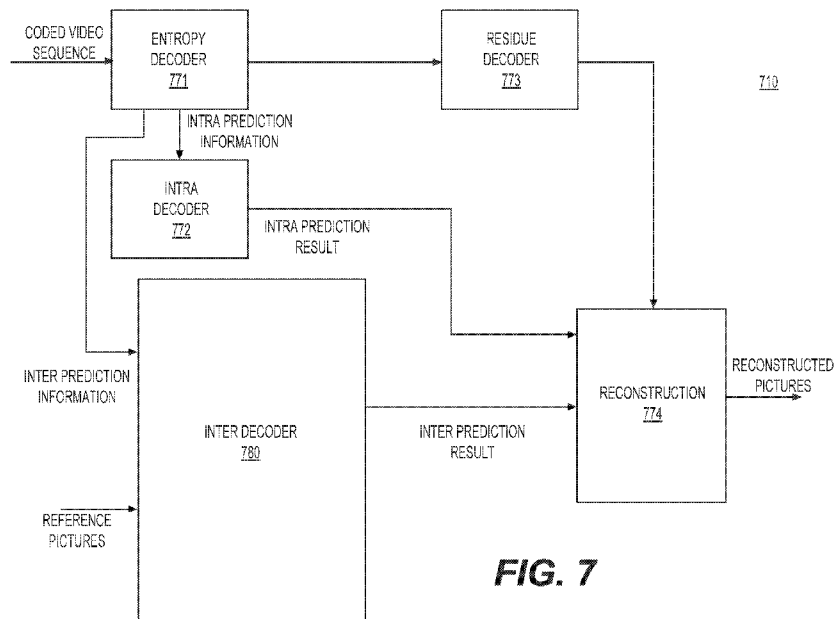 CODED VIDEO
SEQUENCE
ENTROPY
DECODER
771
RESIDUE
DECODER
773
710
INTRA PREDICTION
INFORMATION
INTRA
DECODER
772
INTRA PREDICTION
RESULT
INTER PREDICTION
INFORMATION
INTER DECODER
780
INTER PREDICTION
RESULT
RECONSTRUCTION
774
RECONSTRUCTED
PICTURES
REFERENCE
PICTURES
FIG. 7